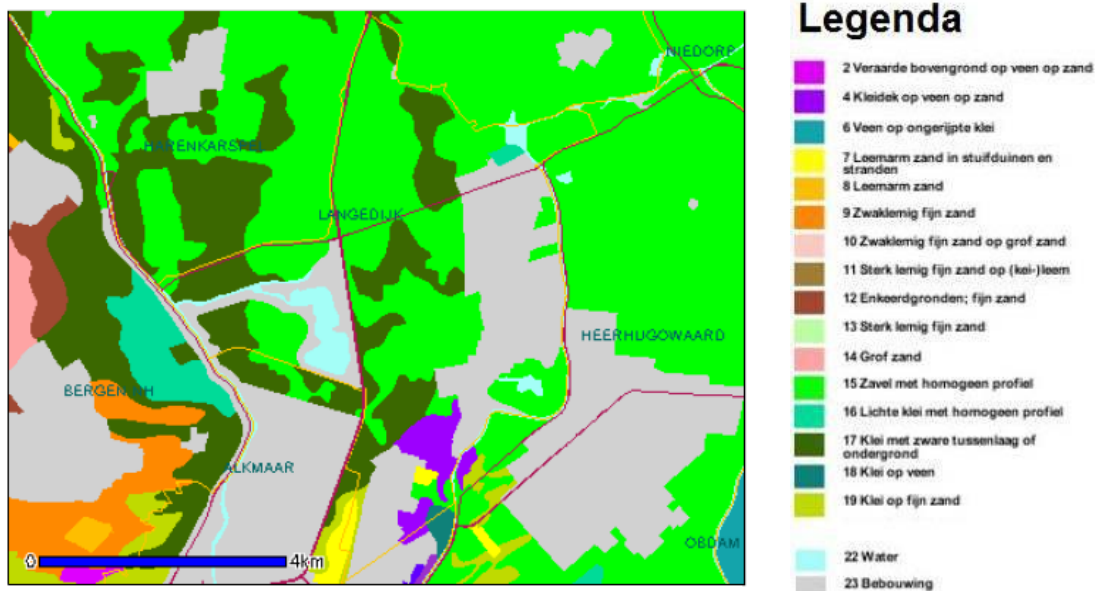 Legenda
NIEDORP
HARENKARSPEL
LANGEDIJK
HEERHUGOWAARD
BERGEN NH
ALKMAAR
OBDAM
0 4km
2 Veraarde bovengrond op veen op zand
4 Kleidek op veen op zand
6 Veen op ongerijpte klei
7 Leemarm zand in stuifduinen en
stranden
8 Leemarm zand
9 Zwaklemig fijn zand
10 Zwaklemig fijn zand op grof zand
11 Sterk lemig fijn zand op (kei-)leem
12 Enkeerdgronden; fijn zand
13 Sterk lemig fijn zand
14 Grof zand
15 Zavel met homogeen profiel
16 Lichte klei met homogeen profiel
17 Klei met zware tussenlaag of
ondergrond
18 Klei op veen
19 Klei op fijn zand
22 Water
23 Bebouwing